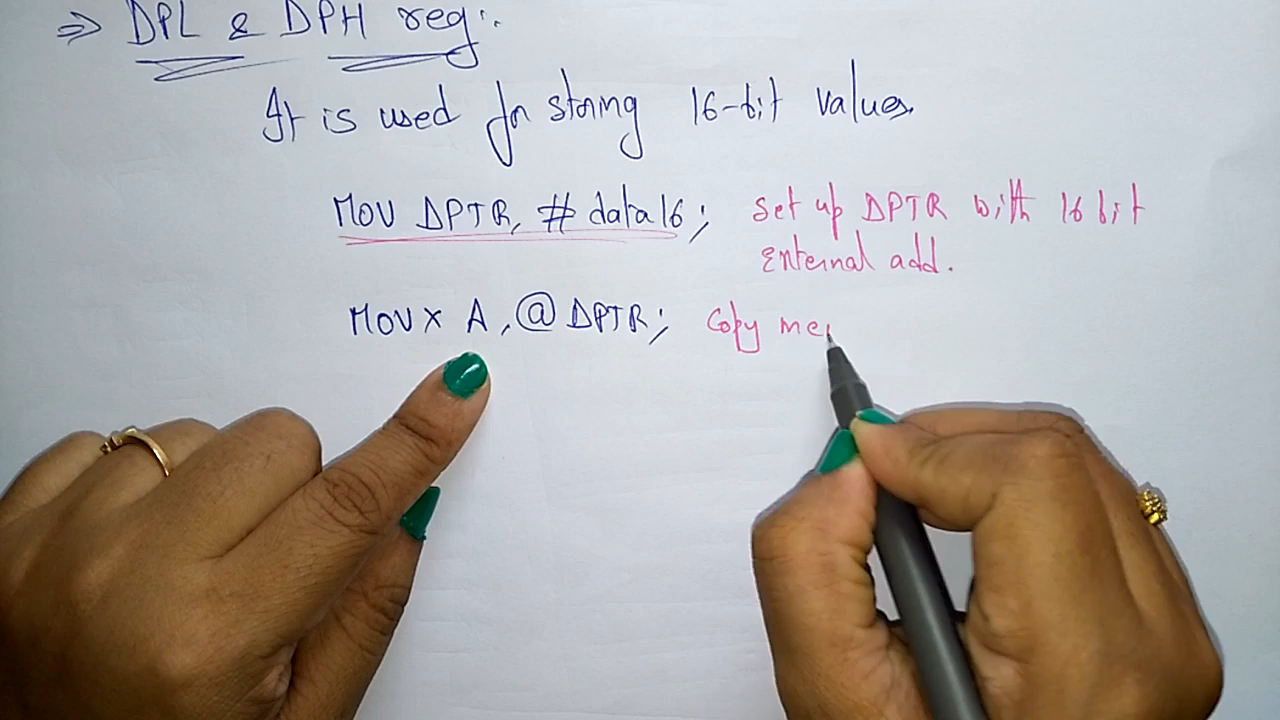 ⇒ DPL & DPH reg:.
It is used for storing 16-bit values.
MOV DPTR, # data16; Set up DPTR with 16 bit
External add.
MOVX A, @ DPTR; Copy me